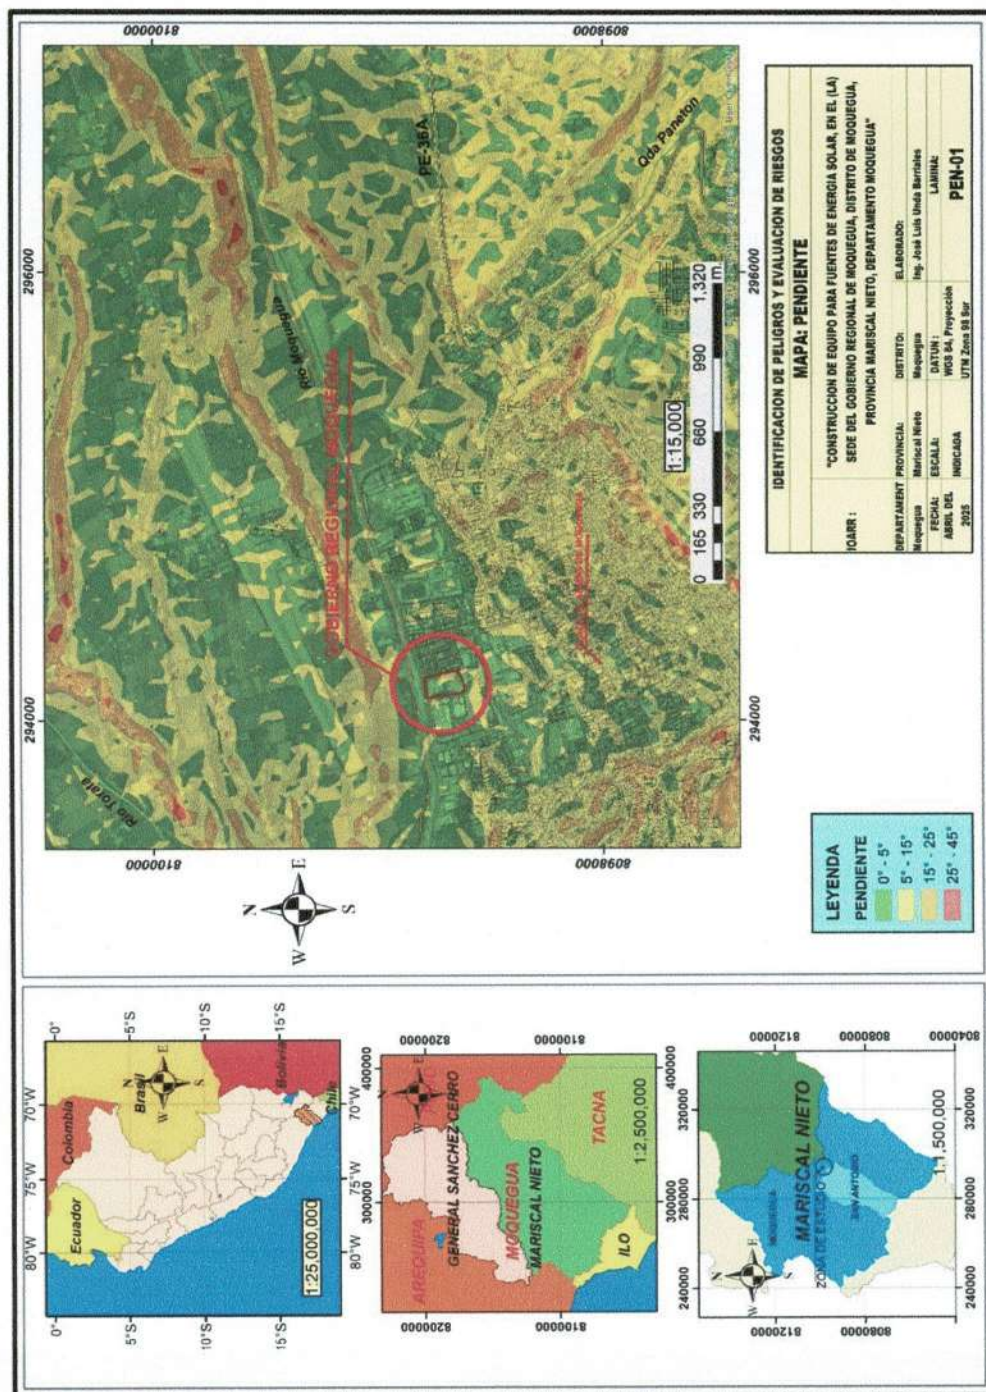 80°W
75°W
70°W
0°
5°S
10°S
15°S
Ecuador
Colombia
Brasil
Bolivia
Chile
N
W
E
S
1:25,000,000
300000
400000
8200000
8100000
AREQUIPA
GENERAL SANCHEZ CERRO
MOQUEGUA
MARISCAL NIETO
TACNA
ILO
N
W
E
S
1:2,500,000
240000
280000
320000
8120000
8080000
8040000
MOQUEGUA
MARISCAL NIETO
ZONA DE ESTUDIO
SAN ANTONIO
N
W
E
S
1:1,500,000
N
W
E
S
294000
296000
8100000
8098000
Rio Torata
Rio Moquegua
GOBIERNO REGIONAL MOQUEGUA
PE-36A
Qda Paneton
1:15,000
0 165 330 660 990 1,320
m
LEYENDA
PENDIENTE
0° - 5°
5° - 15°
15° - 25°
25° - 45°
IDENTIFICACION DE PELIGROS Y EVALUACION DE RIESGOS
MAPA: PENDIENTE
IOARR :
"CONSTRUCCION DE EQUIPO PARA FUENTES DE ENERGIA SOLAR, EN EL (LA)
SEDE DEL GOBIERNO REGIONAL DE MOQUEGUA, DISTRITO DE MOQUEGUA,
PROVINCIA MARISCAL NIETO, DEPARTAMENTO MOQUEGUA"
DEPARTAMENT PROVINCIA: DISTRITO: ELABORADO:
Moquegua Mariscal Nieto Moquegua Ing. José Luis Unda Barriales
FECHA: ESCALA: DATUN : LAMINA:
ABRIL DEL 2025 INDICADA WGS 84, Proyección UTM Zona 98 Sur PEN-01